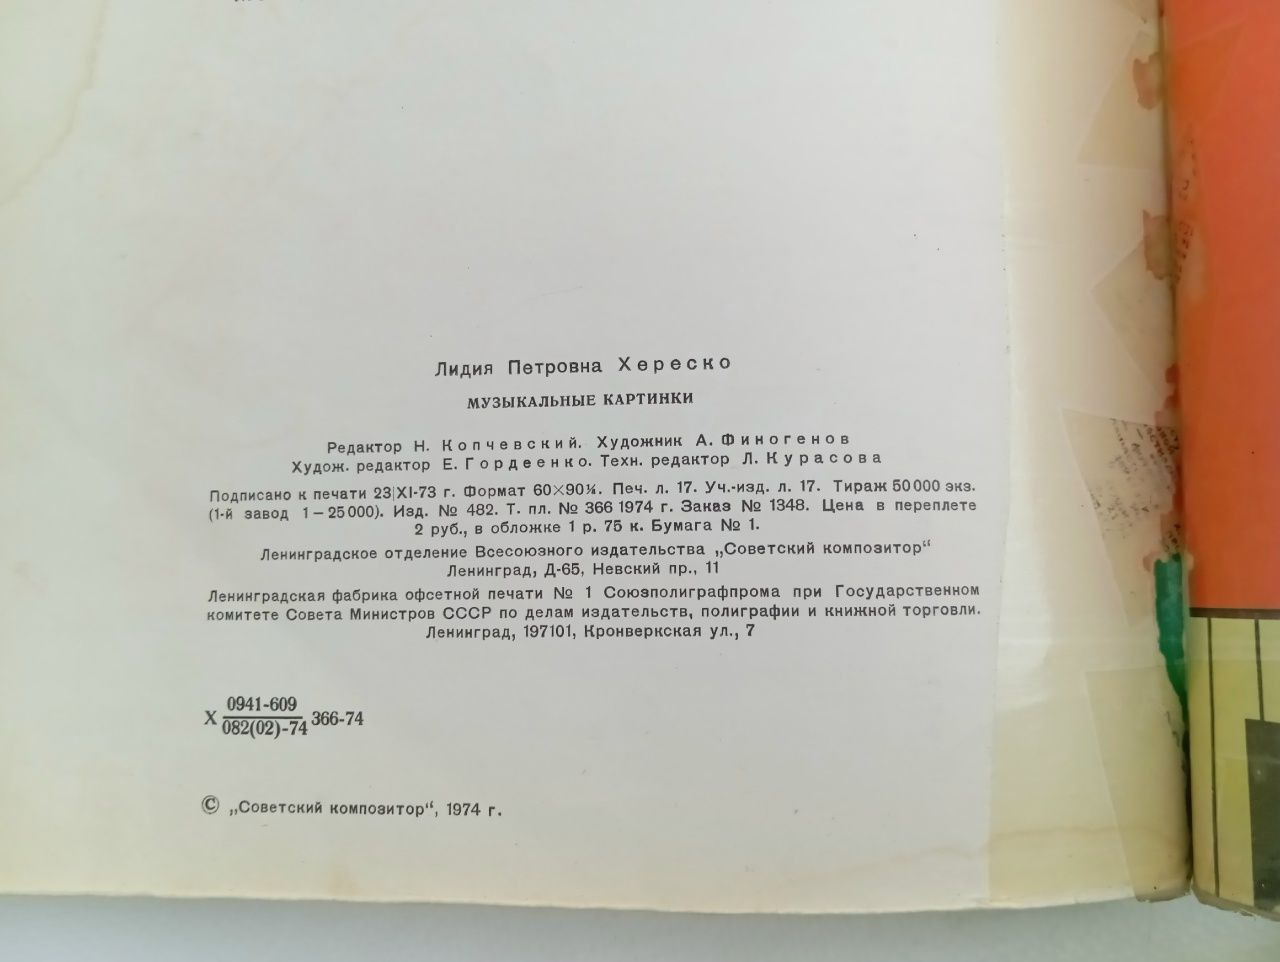 Лидия Петровна Хереско
МУЗЫКАЛЬНЫЕ КАРТИНКИ
Редактор Н. Копчевский. Художник А. Финогенов
Худож. редактор Е. Гордеенко. Техн. редактор Л. Курасова
Подписано к печати 23|XI-73 г. Формат 60×90⅛. Печ. л. 17. Уч.-изд. л. 17. Тираж 50 000 экз.
(1-й завод 1 – 25 000). Изд. № 482. Т. пл. № 366 1974 г. Заказ № 1348. Цена в переплете
2 руб., в обложке 1 р. 75 к. Бумага № 1.
Ленинградское отделение Всесоюзного издательства „Советский композитор“
Ленинград, Д-65, Невский пр., 11
Ленинградская фабрика офсетной печати № 1 Союзполиграфпрома при Государственном
комитете Совета Министров СССР по делам издательств, полиграфии и книжной торговли.
Ленинград, 197101, Кронверкская ул., 7
Х 0941-609
082(02)-74 366-74
© „Советский композитор“, 1974 г.